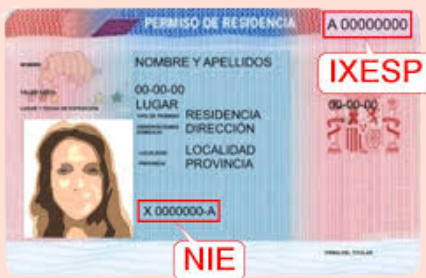 PERMISO DE RESIDENCIA
A 00000000
IXESP
NOMBRE Y APELLIDOS
00-00-00
00-00-00
LUGAR
RESIDENCIA
DIRECCIÓN
LOCALIDAD
PROVINCIA
X 0000000-A
NIE